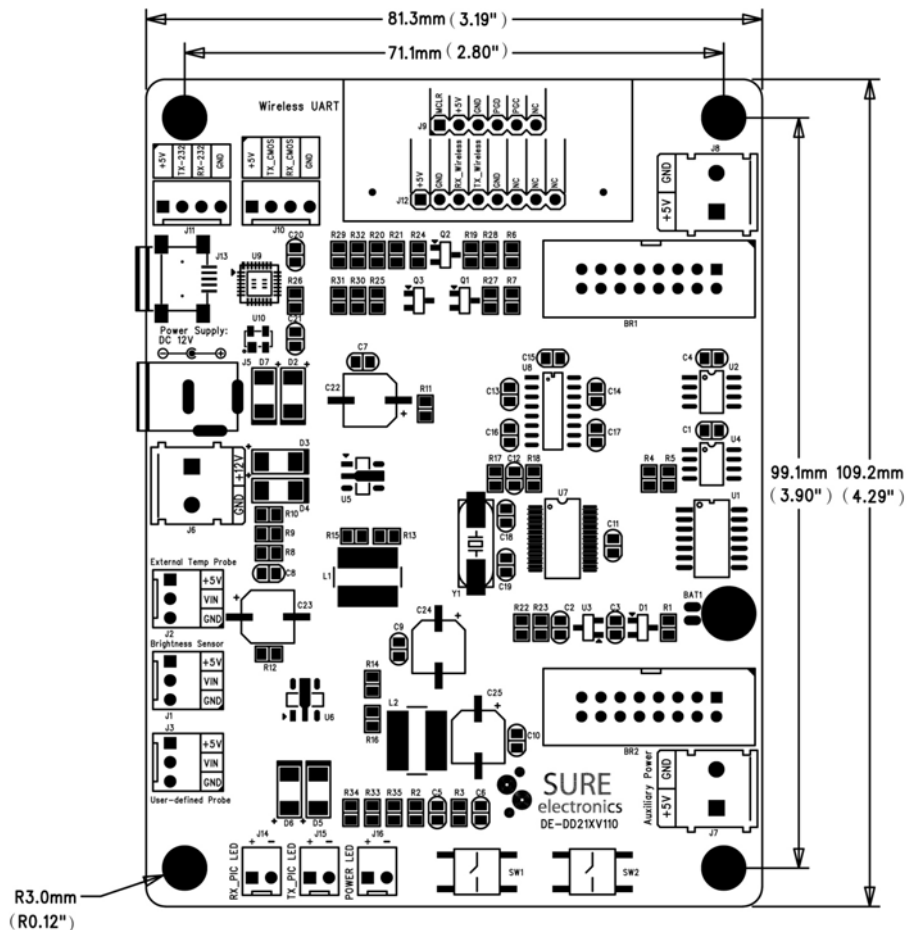 81.3mm (3.19")
71.1mm (2.80")
Wireless UART
MCLR
+5V
GND
PGD
PGC
NC
J9
+5V
GND
RX_Wireless
TX_Wireless
GND
NC
NC
NC
J12
+5V
TX-232
RX-232
GND
J11
+5V
TX_CMOS
RX_CMOS
GND
J10
J8
GND
+5V
C20
R29 R32 R20 R21 R24 Q2 R19 R28 R6
J13
U9
R26
R31 R30 R25 Q3 Q1 R27 R7
BR1
U10
C21
Power Supply:
DC 12V
J5
D7
D2
C7
C22
R11
C15
U8
C13
C14
C16
C17
C4
U2
C1
U4
D3
D4
+12V
GND
J6
U5
R17 C12 R18
R4 R5
R10
R9
R8
C8
R15
R13
L1
U7
U1
C18
C19
Y1
C11
99.1mm
(3.90")
109.2mm
(4.29")
External Temp Probe
+5V
VIN
GND
J2
C23
R12
C24
C9
R22 R23 C2 U3 C3 D1 R1
BAT1
Brightness Sensor
+5V
VIN
GND
J1
R14
R16
L2
C25
C10
U6
BR2
J3
+5V
VIN
GND
User-defined Probe
D6
D5
R34 R33 R35 R2 C5 R3 C6
SURE
electronics
DE-DD21XV110
Auxiliary Power
GND
+5V
J7
J14
RX_PIC LED
+ -
J15
TX_PIC LED
+ -
J16
POWER LED
+ -
SW1
SW2
R3.0mm
(R0.12")